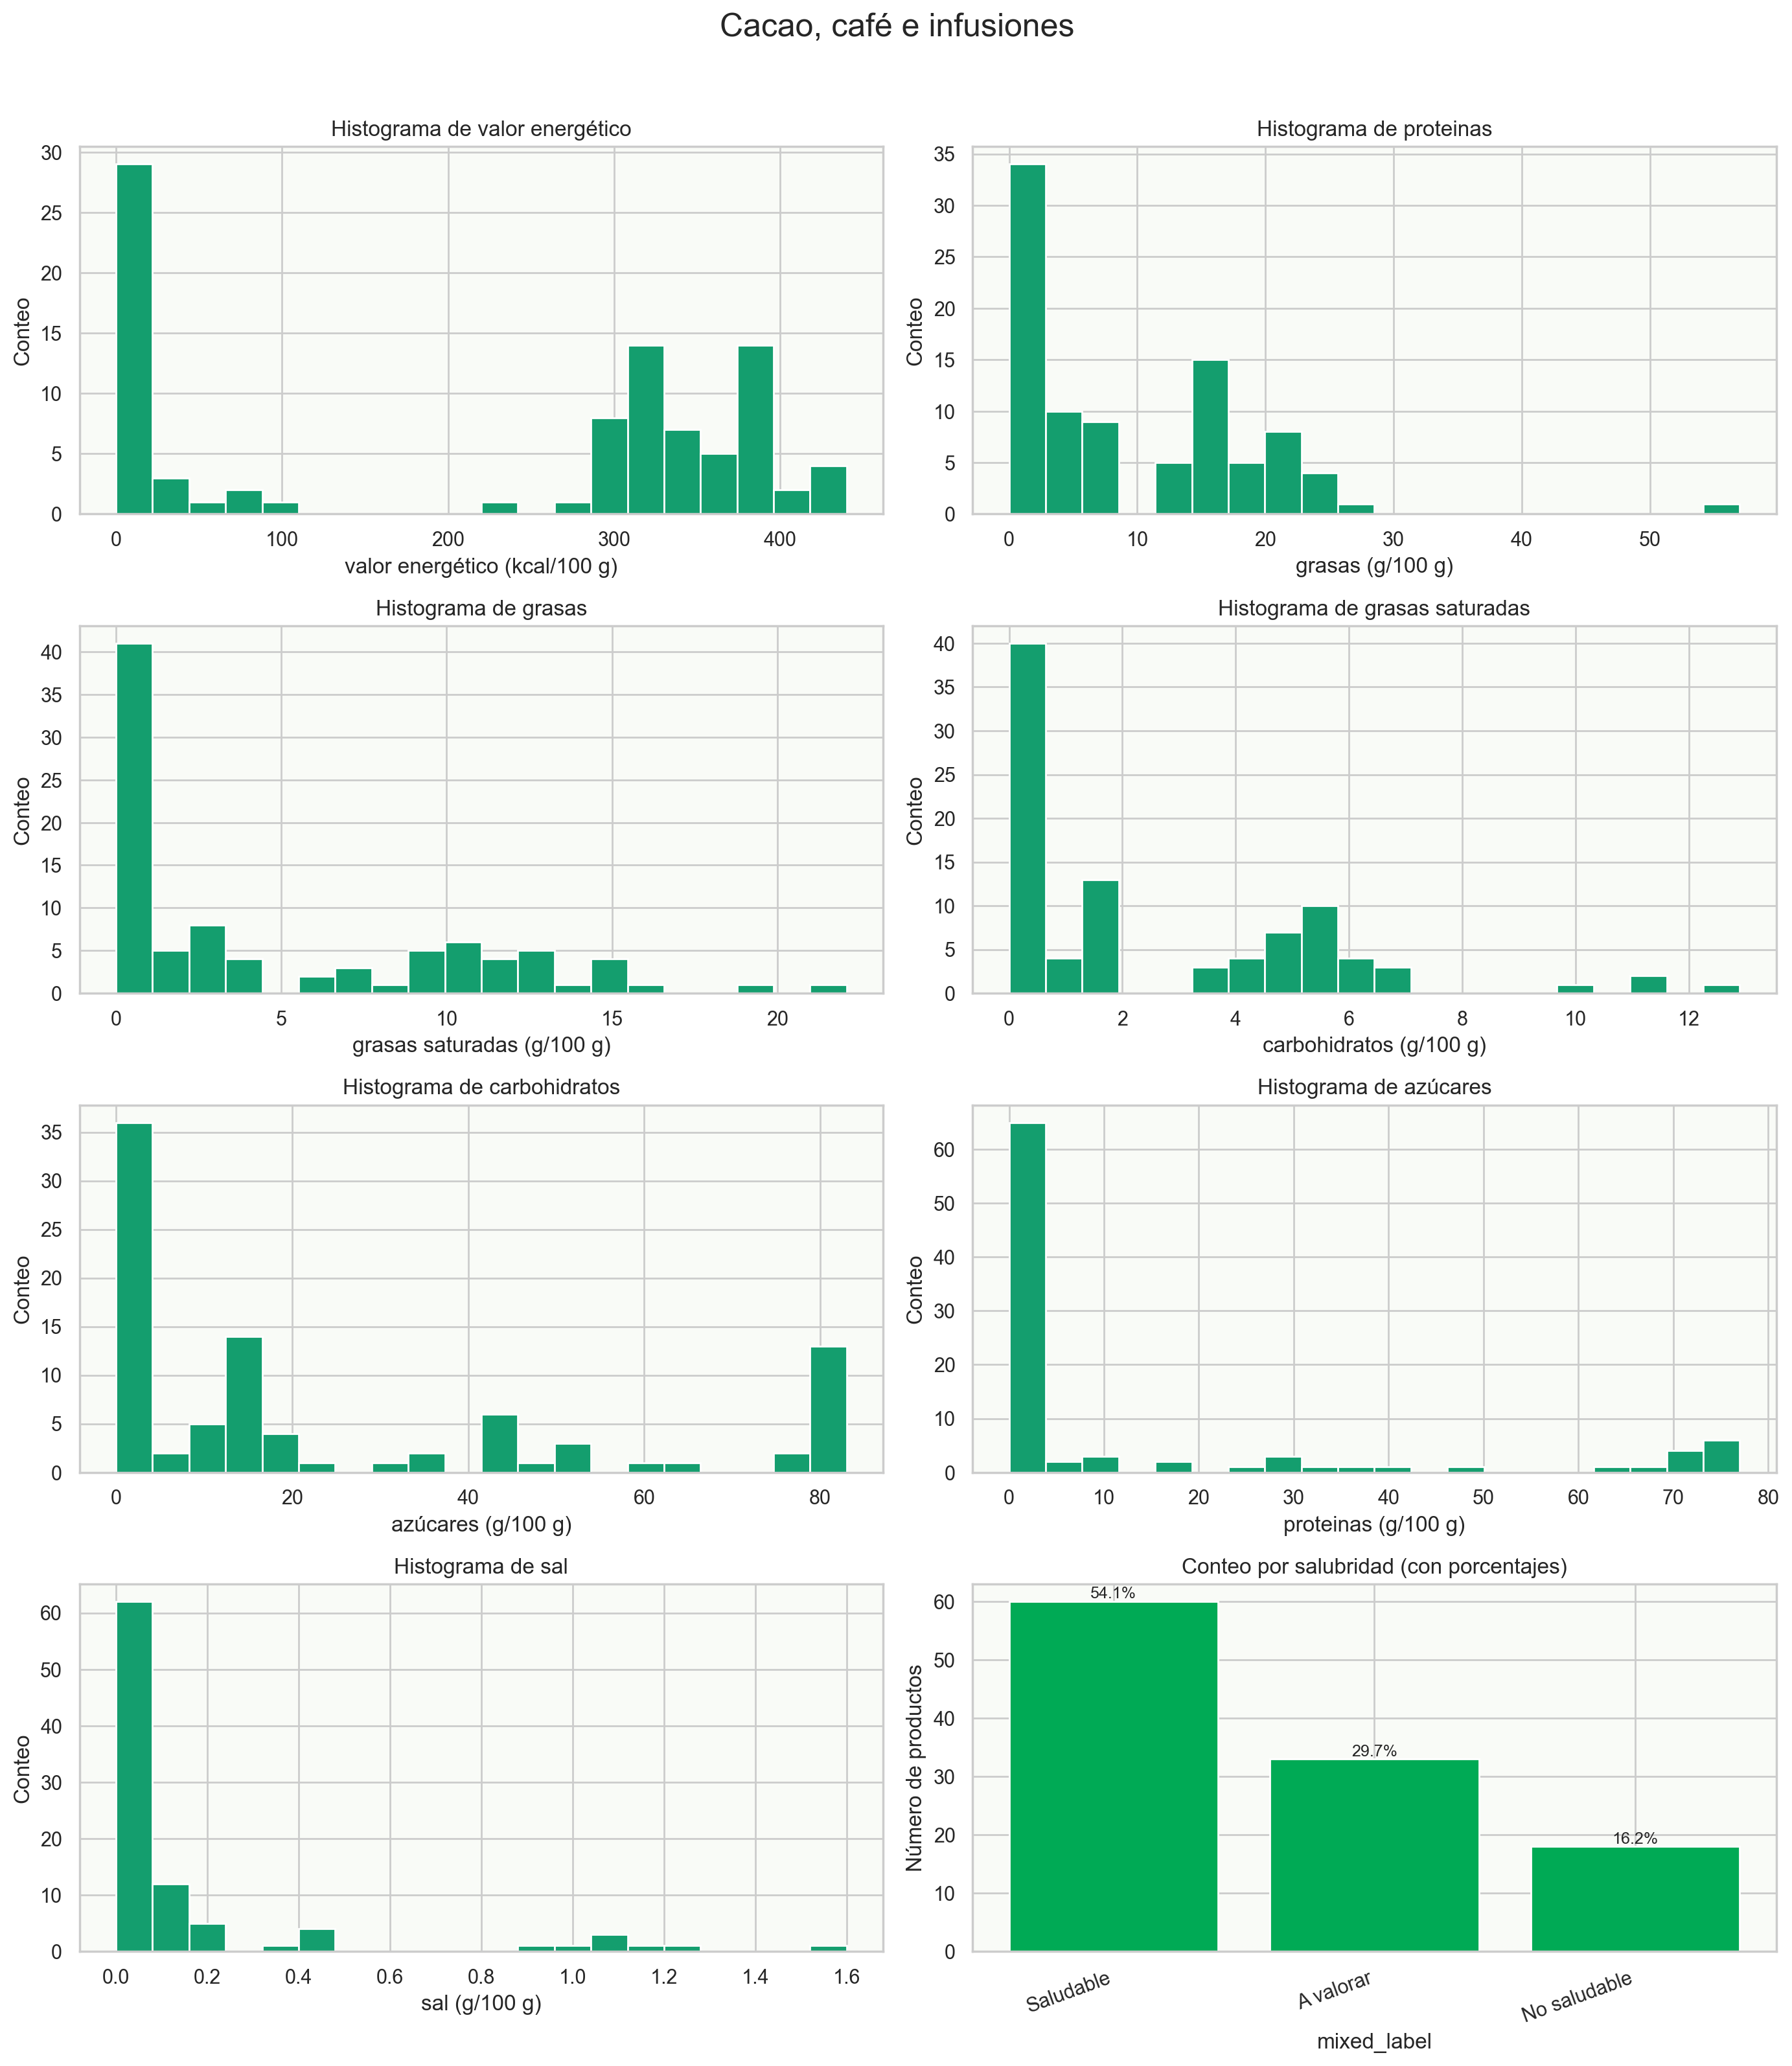 Cacao, café e infusiones
Histograma de valor energético
Conteo
30
25
20
15
10
5
0
0 100 200 300 400
valor energético (kcal/100 g)
Histograma de proteinas
Conteo
35
30
25
20
15
10
5
0
0 10 20 30 40 50
grasas (g/100 g)
Histograma de grasas
Conteo
40
35
30
25
20
15
10
5
0
0 5 10 15 20
grasas saturadas (g/100 g)
Histograma de grasas saturadas
Conteo
40
35
30
25
20
15
10
5
0
0 2 4 6 8 10 12
carbohidratos (g/100 g)
Histograma de carbohidratos
Conteo
35
30
25
20
15
10
5
0
0 20 40 60 80
azúcares (g/100 g)
Histograma de azúcares
Conteo
60
50
40
30
20
10
0
0 10 20 30 40 50 60 70 80
proteinas (g/100 g)
Histograma de sal
Conteo
60
50
40
30
20
10
0
0.0 0.2 0.4 0.6 0.8 1.0 1.2 1.4 1.6
sal (g/100 g)
Conteo por salubridad (con porcentajes)
Número de productos
60
50
40
30
20
10
0
54.1%
29.7%
16.2%
Saludable
A valorar
No saludable
mixed_label